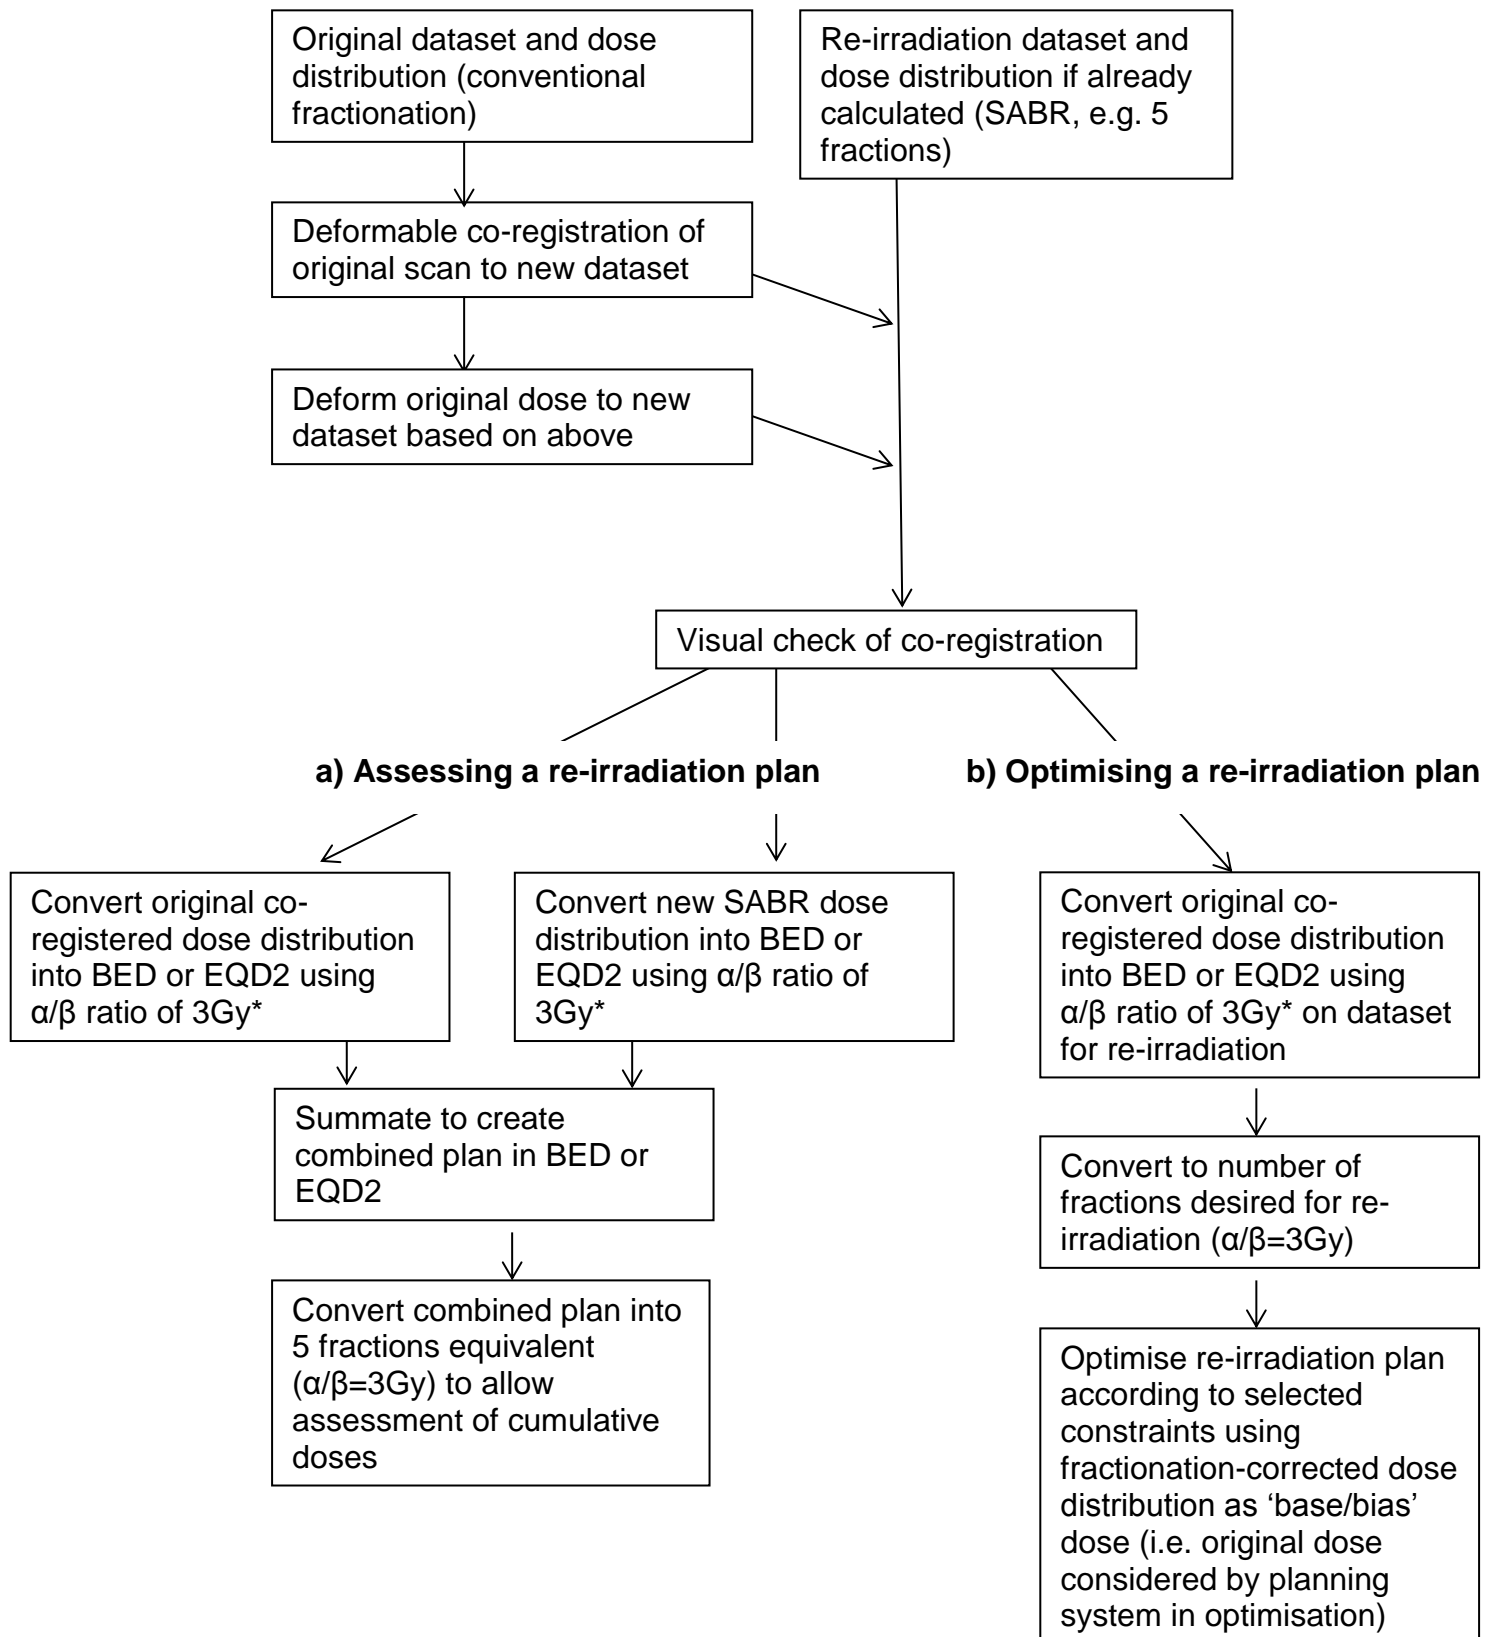 Original dataset and dose
distribution (conventional
fractionation)
Re-irradiation dataset and
dose distribution if already
calculated (SABR, e.g. 5
fractions)
Deformable co-registration of
original scan to new dataset
Deform original dose to new
dataset based on above
Visual check of co-registration
a) Assessing a re-irradiation plan
b) Optimising a re-irradiation plan
Convert original co-
registered dose distribution
into BED or EQD2 using
α/β ratio of 3Gy*
Convert new SABR dose
distribution into BED or
EQD2 using α/β ratio of
3Gy*
Summate to create
combined plan in BED or
EQD2
Convert combined plan into
5 fractions equivalent
(α/β=3Gy) to allow
assessment of cumulative
doses
Convert original co-
registered dose distribution
into BED or EQD2 using
α/β ratio of 3Gy* on dataset
for re-irradiation
Convert to number of
fractions desired for re-
irradiation (α/β=3Gy)
Optimise re-irradiation plan
according to selected
constraints using
fractionation-corrected dose
distribution as ‘base/bias’
dose (i.e. original dose
considered by planning
system in optimisation)